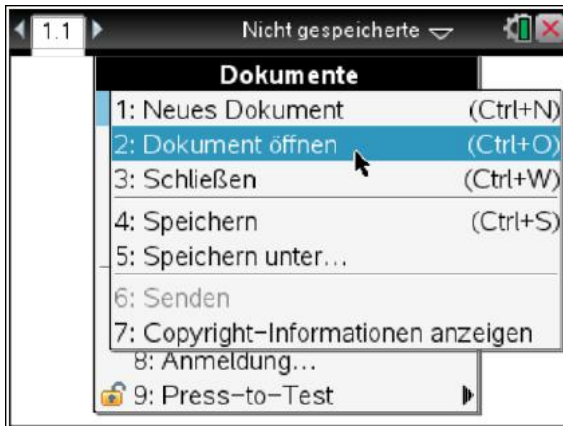 1.1 Nicht gespeicherte
Dokumente
1: Neues Dokument (Ctrl+N)
2: Dokument öffnen (Ctrl+O)
3: Schließen (Ctrl+W)
4: Speichern (Ctrl+S)
5: Speichern unter...
6: Senden
7: Copyright-Informationen anzeigen
8: Anmeldung...
9: Press-to-Test